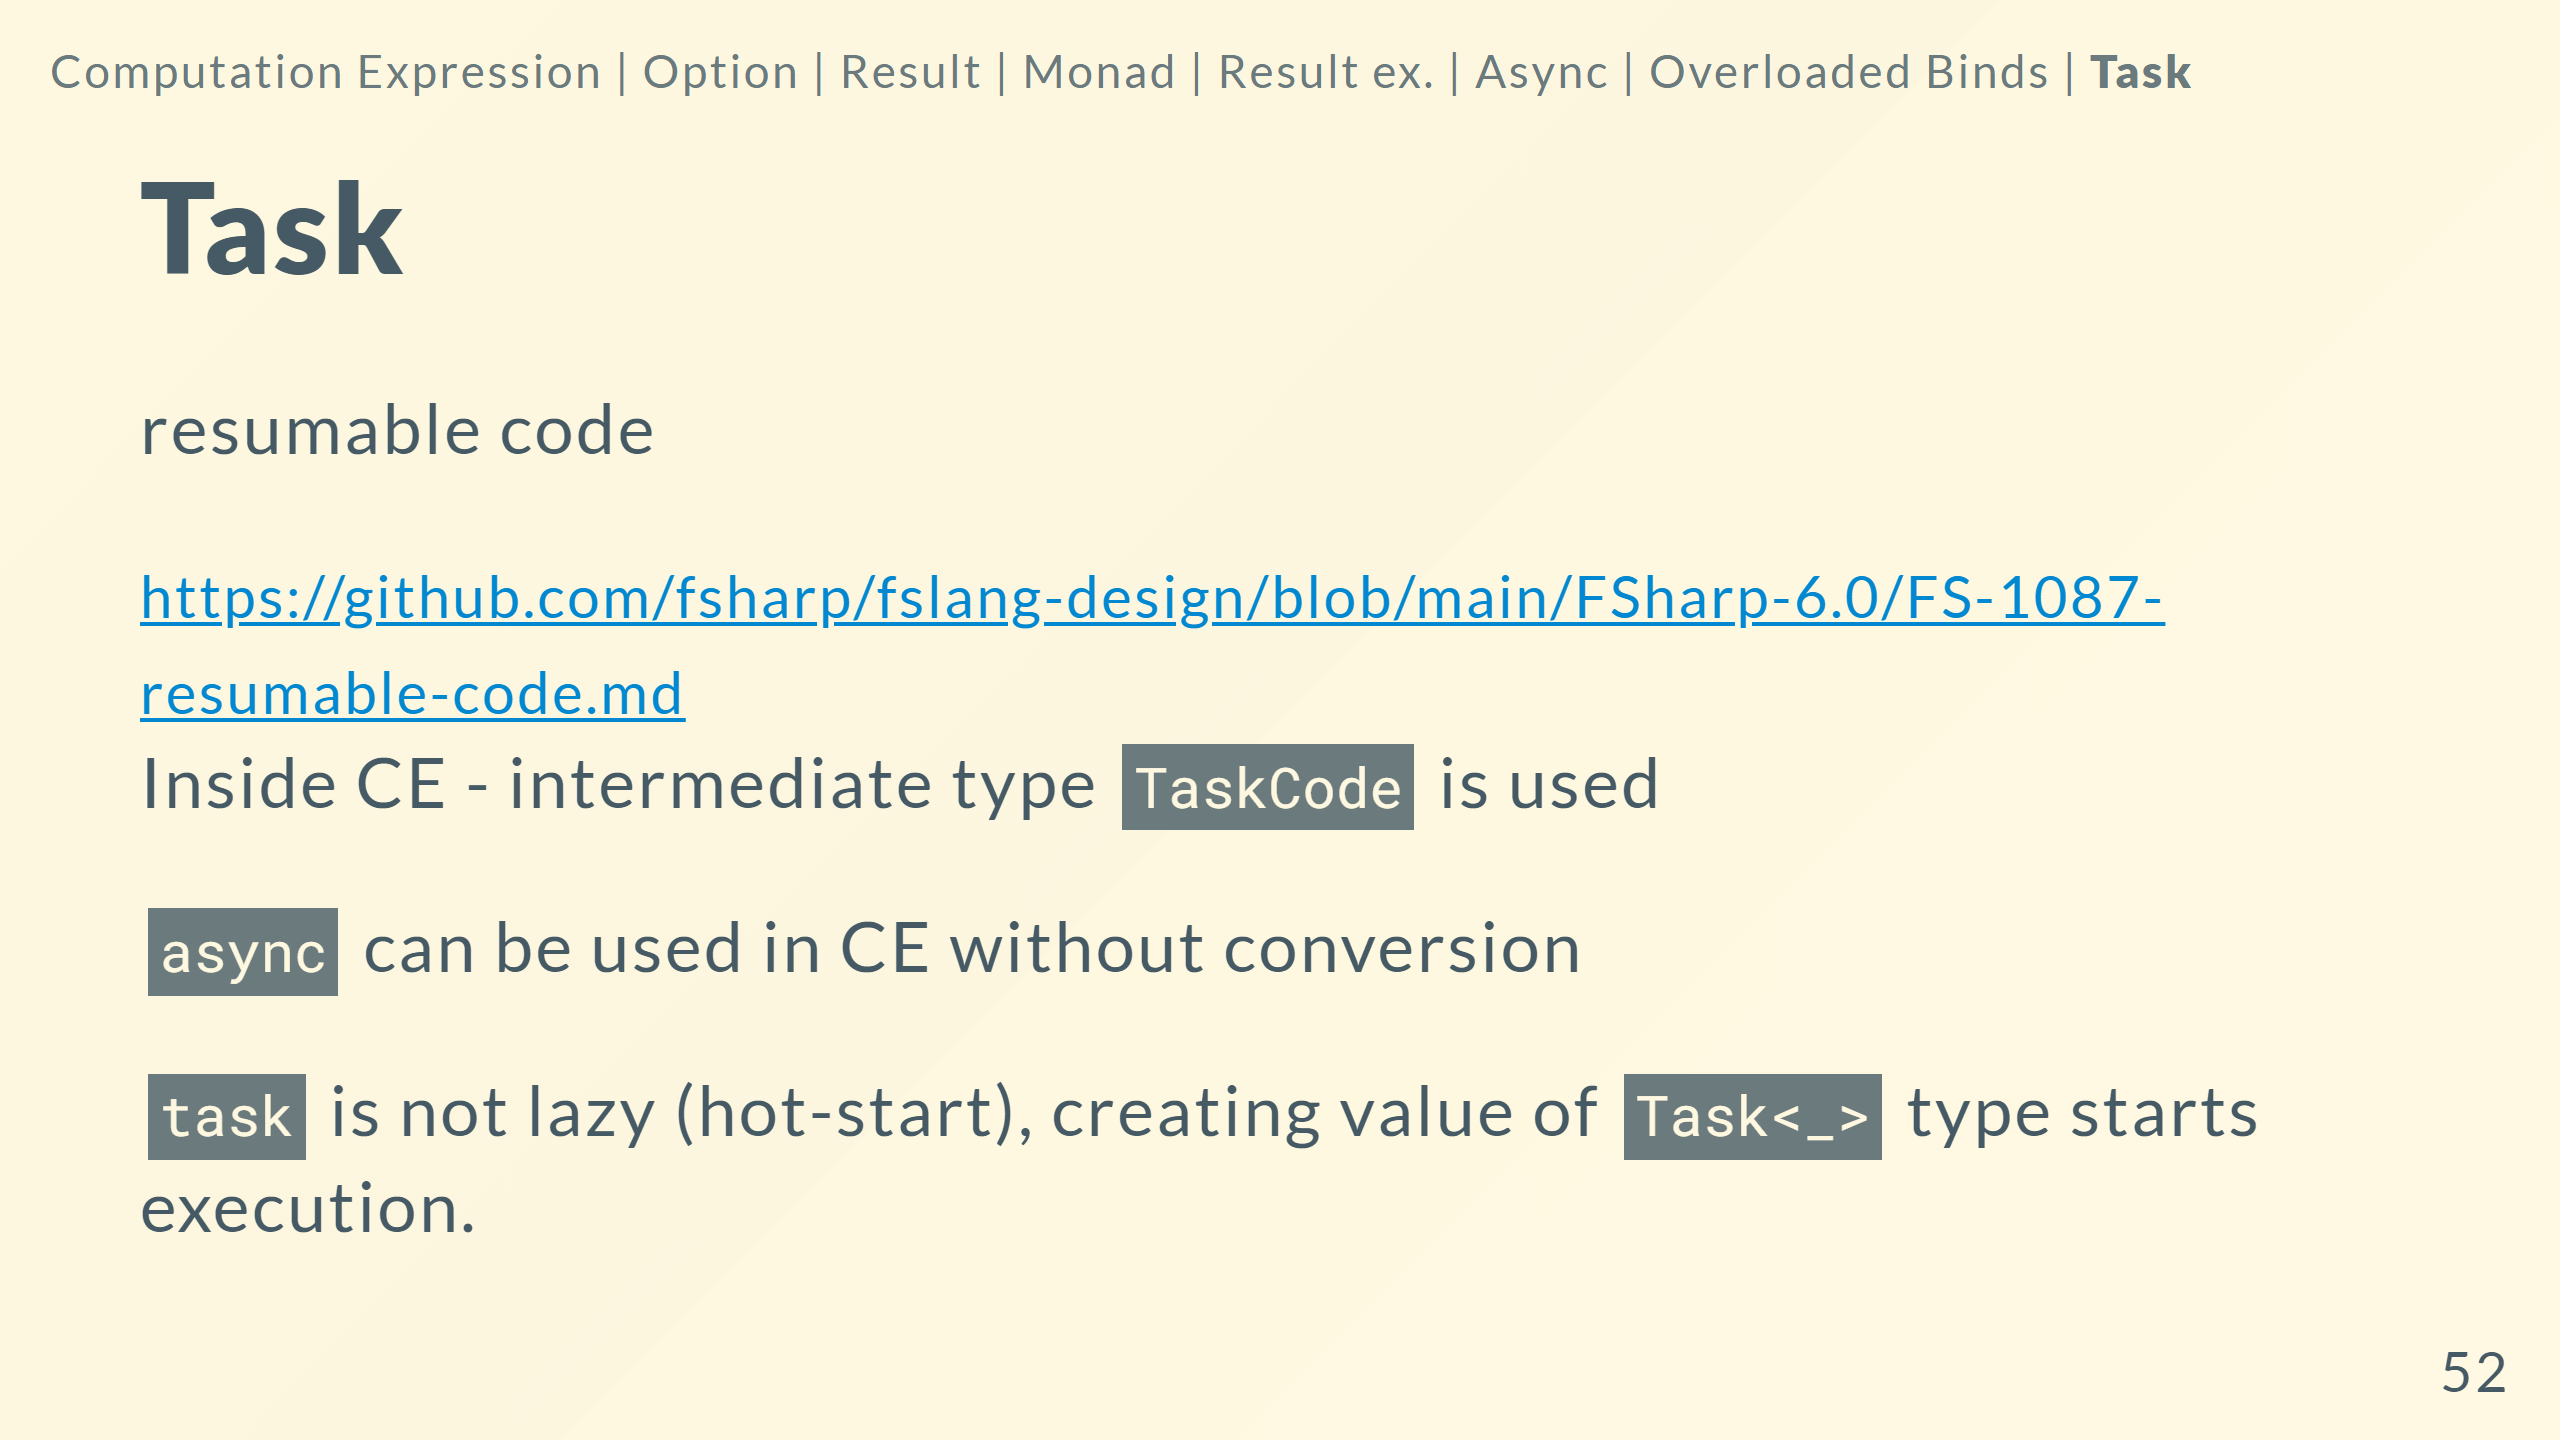 Computation Expression | Option | Result | Monad | Result ex. | Async | Overloaded Binds | Task
Task
resumable code
https://github.com/fsharp/fslang-design/blob/main/FSharp-6.0/FS-1087-
resumable-code.md
Inside CE - intermediate type TaskCode is used
async can be used in CE without conversion
task is not lazy (hot-start), creating value of Task<_> type starts
execution.
52